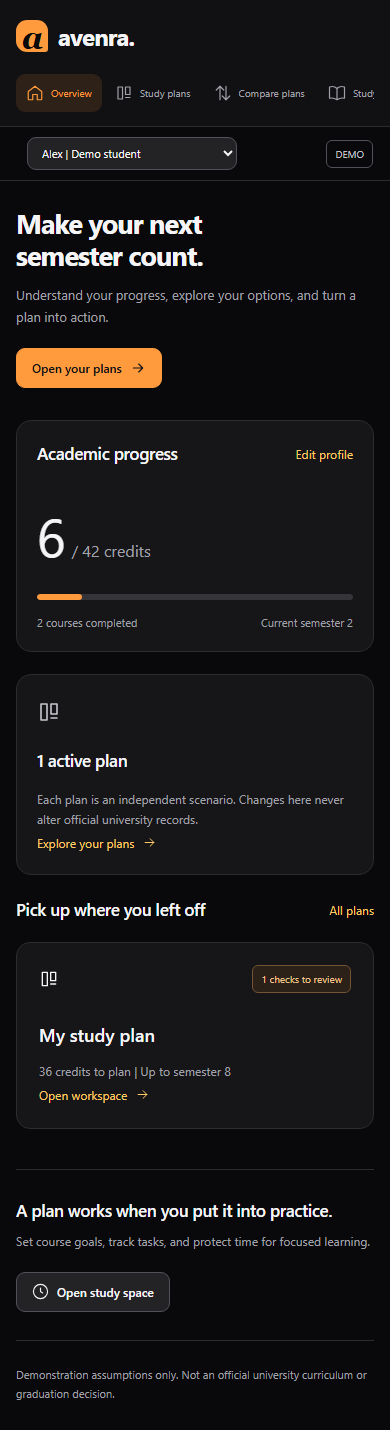 a avenra.
Overview Study plans Compare plans Study
Alex | Demo student DEMO
Make your next
semester count.
Understand your progress, explore your options, and turn a
plan into action.
Open your plans →
Academic progress Edit profile
6 / 42 credits
2 courses completed Current semester 2
1 active plan
Each plan is an independent scenario. Changes here never
alter official university records.
Explore your plans →
Pick up where you left off All plans
1 checks to review
My study plan
36 credits to plan | Up to semester 8
Open workspace →
A plan works when you put it into practice.
Set course goals, track tasks, and protect time for focused learning.
Open study space
Demonstration assumptions only. Not an official university curriculum or
graduation decision.